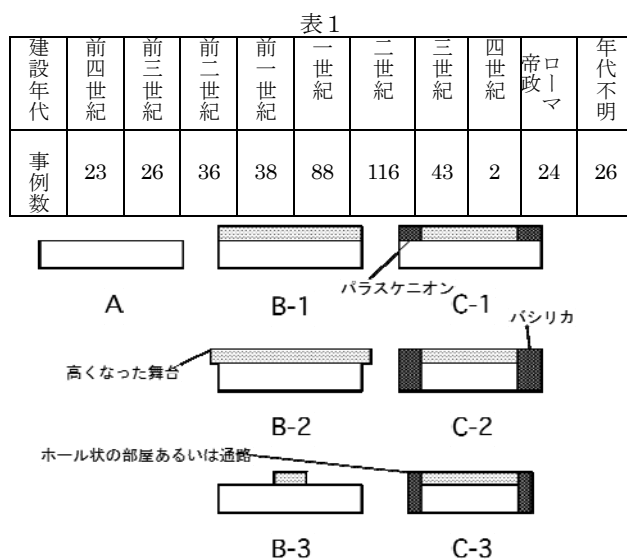 表1
建設年代 前四世紀 前三世紀 前二世紀 前一世紀 一世紀 二世紀 三世紀 四世紀 ローマ帝政 年代不明
事例数 23 26 36 38 88 116 43 2 24 26
パラスケニオン
A B-1 C-1
バシリカ
高くなった舞台
B-2 C-2
ホール状の部屋あるいは通路
B-3 C-3